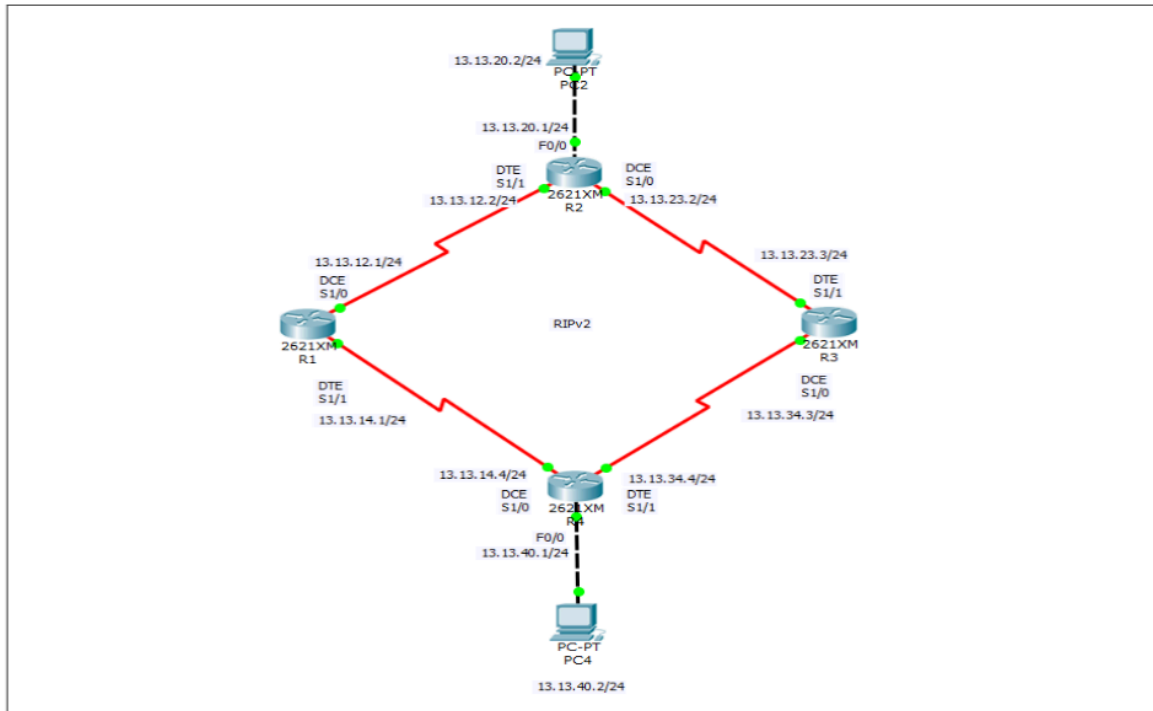 13.13.20.2/24
PC-PT
PC2
13.13.20.1/24
F0/0
DTE
S1/1
DCE
S1/0
13.13.12.2/24
2621XM
R2
13.13.23.2/24
13.13.12.1/24
DCE
S1/0
13.13.23.3/24
DTE
S1/1
2621XM
R1
RIPv2
2621XM
R3
DTE
S1/1
13.13.14.1/24
DCE
S1/0
13.13.34.3/24
13.13.14.4/24
DCE
S1/0
2621XM
R4
13.13.34.4/24
DTE
S1/1
F0/0
13.13.40.1/24
PC-PT
PC4
13.13.40.2/24